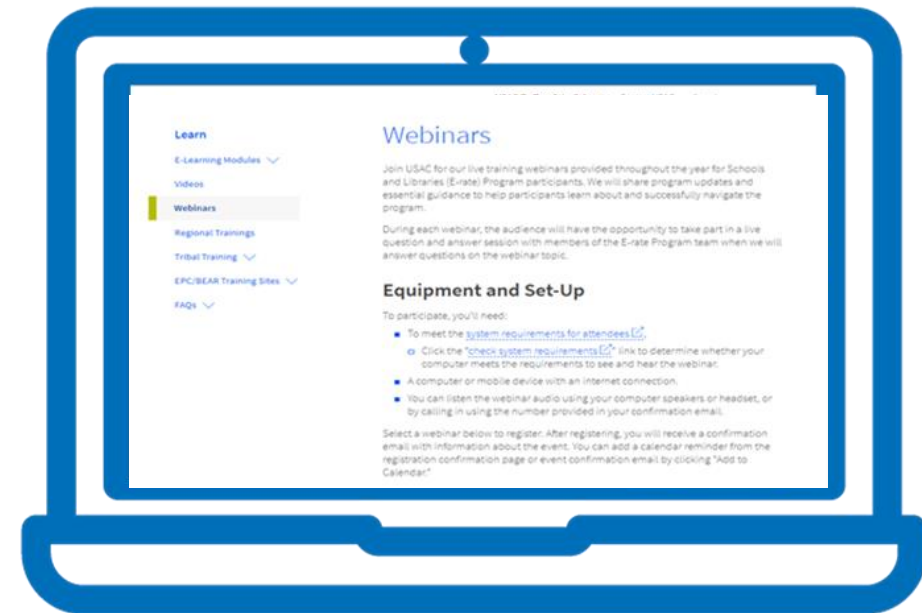 Learn
E-Learning Modules
Videos
Webinars
Regional Trainings
Tribal Training
EPC/BEAR Training Sites
FAQs
Webinars
Join USAC for our live training webinars provided throughout the year for Schools
and Libraries (E-rate) Program participants. We will share program updates and
essential guidance to help participants learn about and successfully navigate the
program.
During each webinar, the audience will have the opportunity to take part in a live
question and answer session with members of the E-rate Program team when we will
answer questions on the webinar topic.
Equipment and Set-Up
To participate, you'll need:
To meet the system requirements for attendees.
Click the "check system requirements" link to determine whether your
computer meets the requirements to see and hear the webinar.
A computer or mobile device with an internet connection.
You can listen the webinar audio using your computer speakers or headset, or
by calling in using the number provided in your confirmation email.
Select a webinar below to register. After registering, you will receive a confirmation
email with information about the event. You can add a calendar reminder from the
registration confirmation page or event confirmation email by clicking "Add to
Calendar."